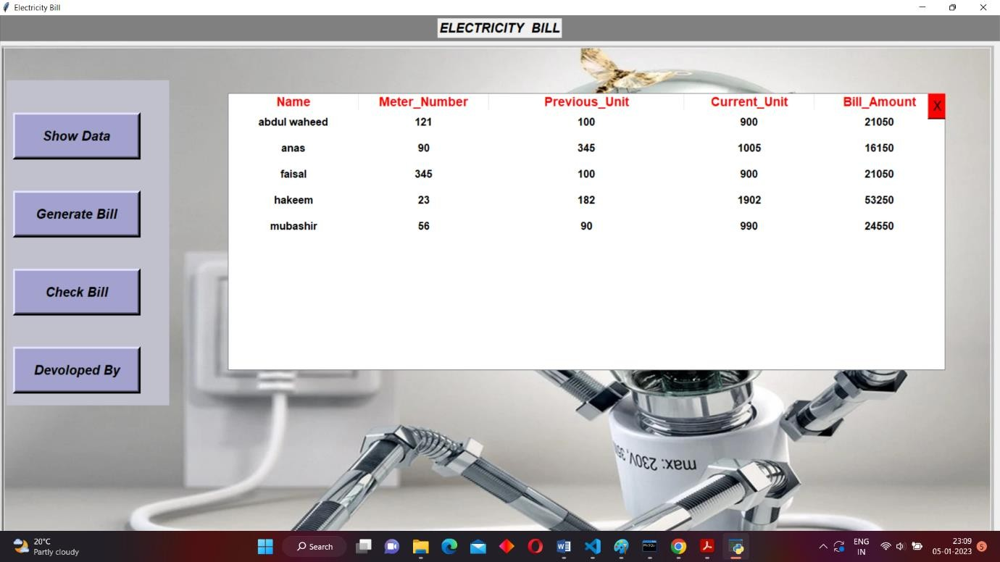 Electricity Bill
ELECTRICITY BILL
Name Meter_Number Previous_Unit Current_Unit Bill_Amount X
abdul waheed 121 100 900 21050
anas 90 345 1005 16150
faisal 345 100 900 21050
hakeem 23 182 1902 53250
mubashir 56 90 990 24550
Show Data
Generate Bill
Check Bill
Devoloped By
max: 230V,
20°C
Partly cloudy
Search
ENG
IN
23:09
05-01-2023
5